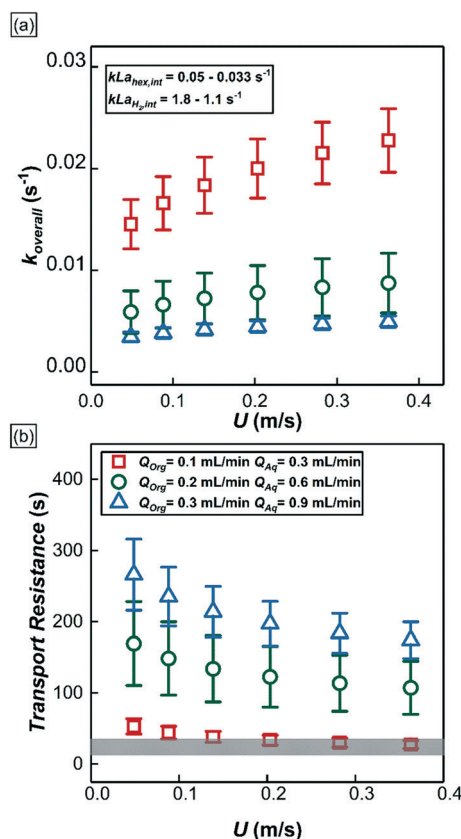 (a)
0.03
kLa_hex,int = 0.05 - 0.033 s⁻¹
kLa_H₂,int = 1.8 - 1.1 s⁻¹
0.02
k_overall (s⁻¹)
0.01
0.00
0.0 0.1 0.2 0.3 0.4
U (m/s)
(b)
400
Q_Org= 0.1 mL/min Q_Aq= 0.3 mL/min
Q_Org= 0.2 mL/min Q_Aq= 0.6 mL/min
Q_Org= 0.3 mL/min Q_Aq= 0.9 mL/min
300
Transport Resistance (s)
200
100
0
0.0 0.1 0.2 0.3 0.4
U (m/s)